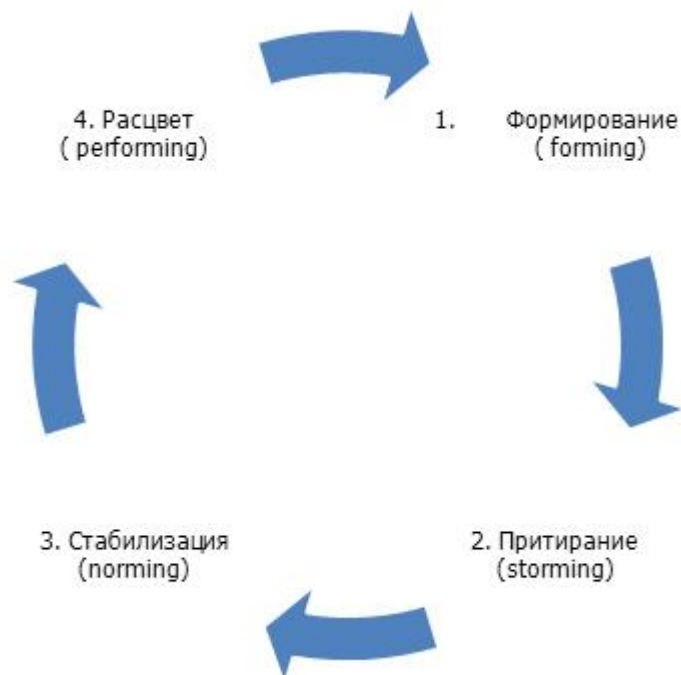 4. Расцвет
( performing)
1. Формирование
( forming)
3. Стабилизация
(norming)
2. Притирание
(storming)